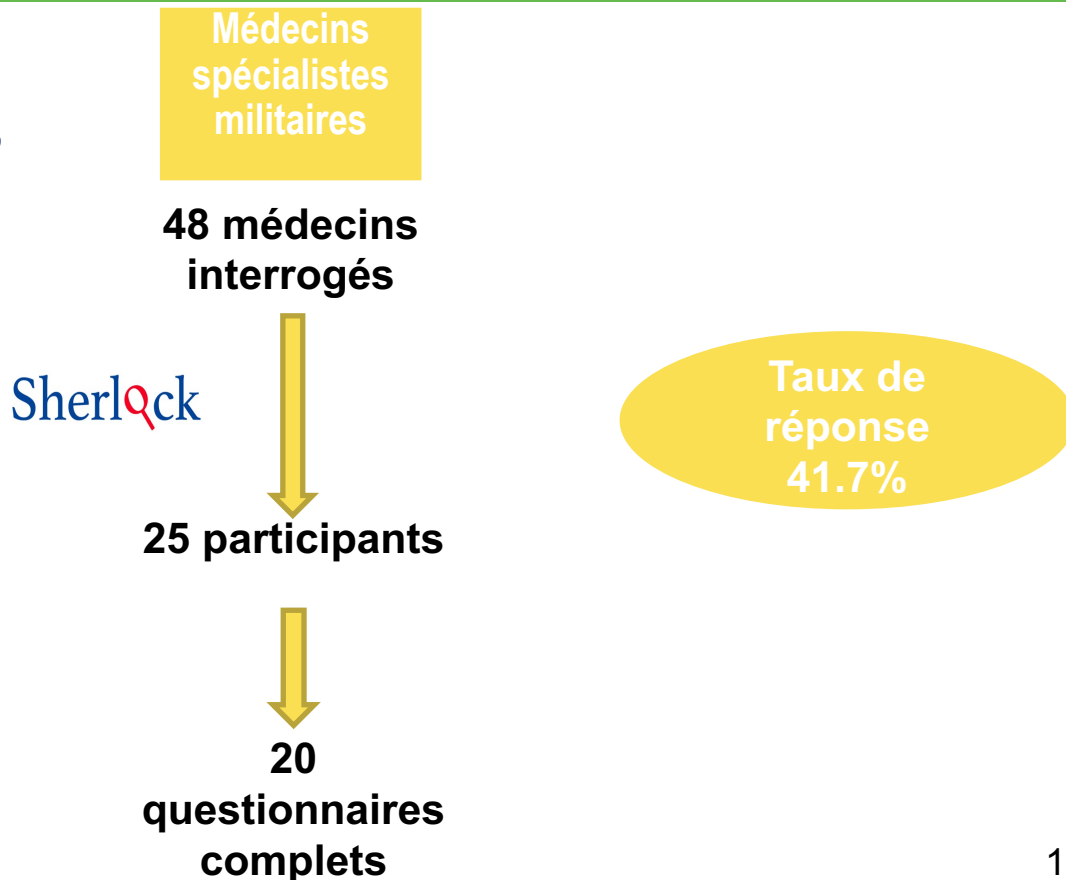 Médecins
spécialistes
militaires
48 médecins
interrogés
Sherlock
Taux de
réponse
41.7%
25 participants
20
questionnaires
complets
1